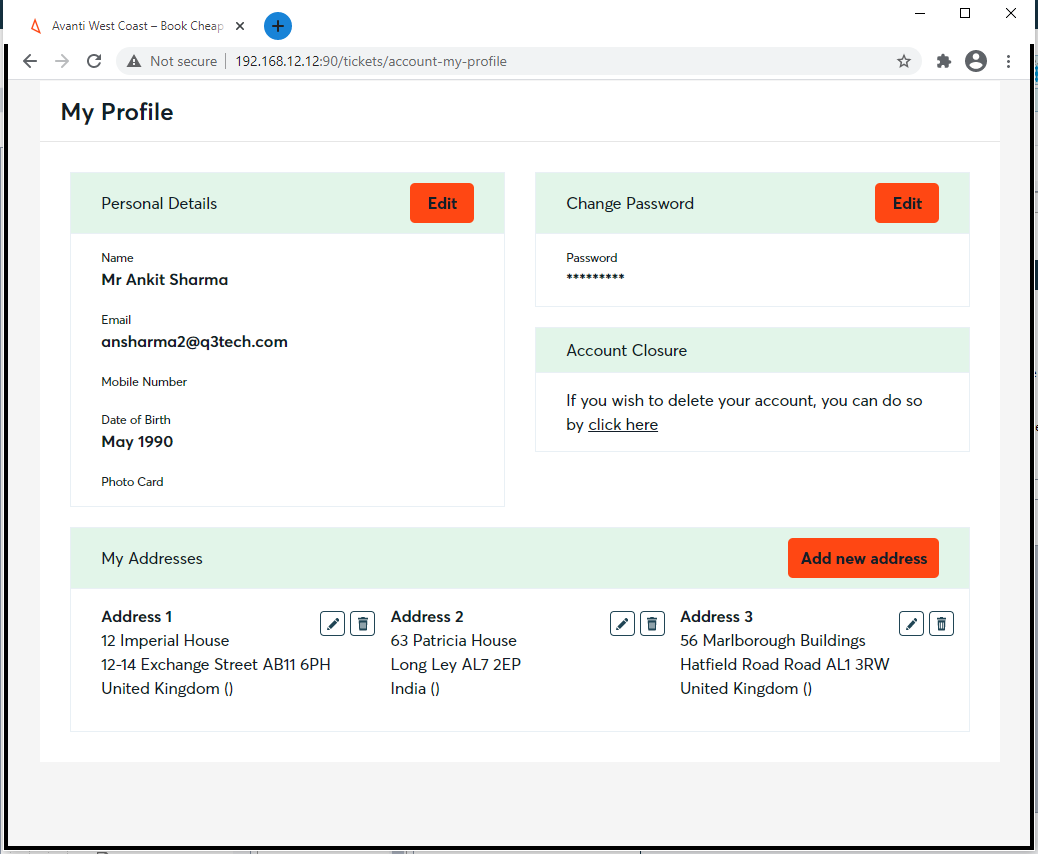 Avanti West Coast – Book Cheap
Not secure
192.168.12.12:90/tickets/account-my-profile
My Profile
Personal Details
Edit
Name
Mr Ankit Sharma
Email
ansharma2@q3tech.com
Mobile Number
Date of Birth
May 1990
Photo Card
Change Password
Edit
Password
*********
Account Closure
If you wish to delete your account, you can do so
by click here
My Addresses
Add new address
Address 1
12 Imperial House
12-14 Exchange Street AB11 6PH
United Kingdom ()
Address 2
63 Patricia House
Long Ley AL7 2EP
India ()
Address 3
56 Marlborough Buildings
Hatfield Road Road AL1 3RW
United Kingdom ()